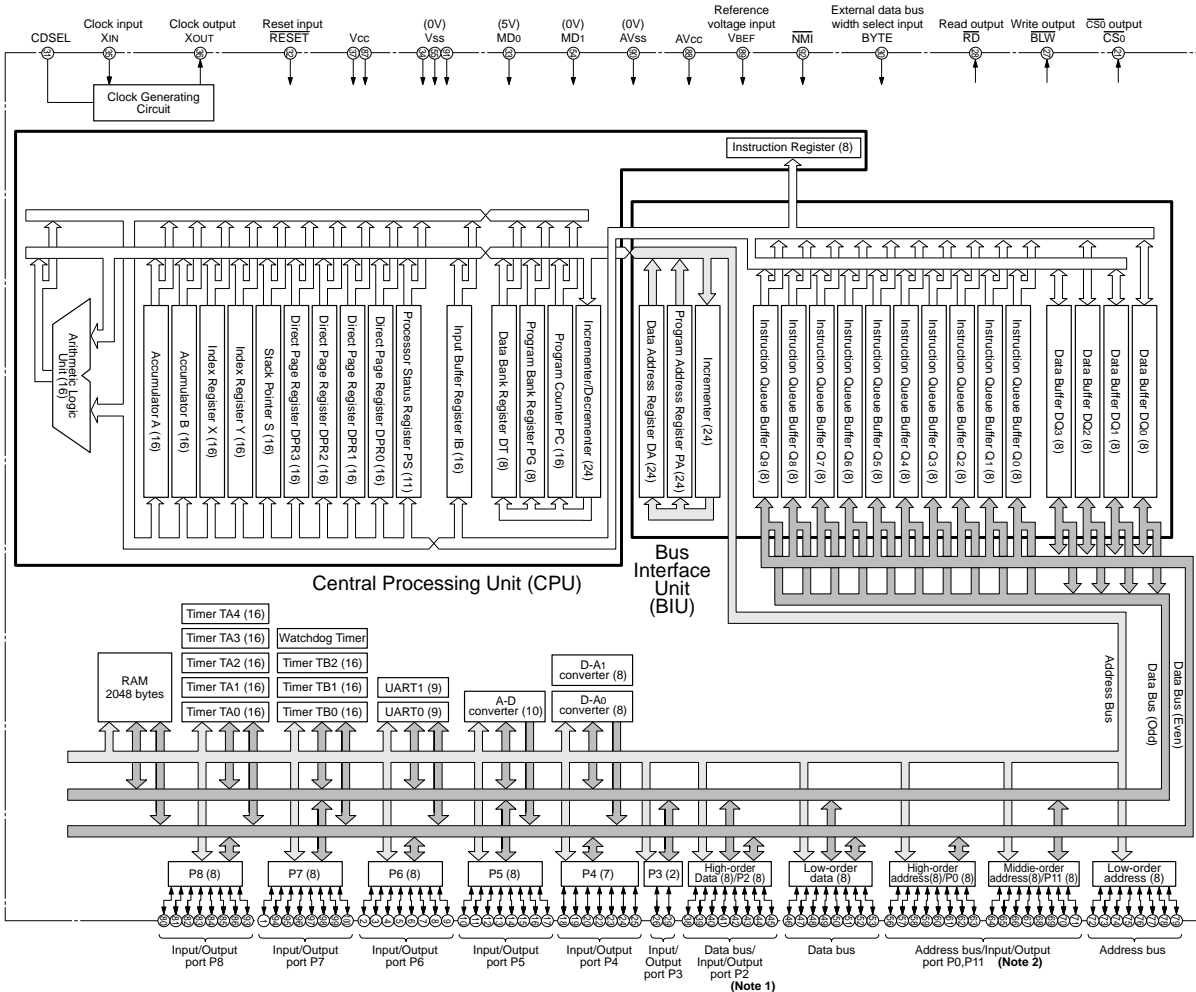 CDSEL
Clock input
XIN
Clock output
XOUT
Reset input
RESET
Vcc
(0V)
Vss
(5V)
MD0
(0V)
MD1
(0V)
AVss
AVcc
Reference
voltage input
VBEF
NMI
External data bus
width select input
BYTE
Read output
RD
Write output
BLW
CS0 output
CS0
Clock Generating
Circuit
Instruction Register (8)
Arithmetic Logic
Unit (16)
Accumulator A (16)
Accumulator B (16)
Index Register X (16)
Index Register Y (16)
Stack Pointer S (16)
Direct Page Register DPR3 (16)
Direct Page Register DPR2 (16)
Direct Page Register DPR1 (16)
Direct Page Register DPR0 (16)
Processor Status Register PS (11)
Input Buffer Register IB (16)
Data Bank Register DT (8)
Program Bank Register PG (8)
Program Counter PC (16)
Incrementer/Decrementer (24)
Data Address Register DA (24)
Program Address Register PA (24)
Incrementer (24)
Instruction Queue Buffer Q9 (8)
Instruction Queue Buffer Q8 (8)
Instruction Queue Buffer Q7 (8)
Instruction Queue Buffer Q6 (8)
Instruction Queue Buffer Q5 (8)
Instruction Queue Buffer Q4 (8)
Instruction Queue Buffer Q3 (8)
Instruction Queue Buffer Q2 (8)
Instruction Queue Buffer Q1 (8)
Instruction Queue Buffer Q0 (8)
Data Buffer DQ3 (8)
Data Buffer DQ2 (8)
Data Buffer DQ1 (8)
Data Buffer DQ0 (8)
Central Processing Unit (CPU)
Bus
Interface
Unit
(BIU)
RAM
2048 bytes
Timer TA4 (16)
Timer TA3 (16)
Timer TA2 (16)
Timer TA1 (16)
Timer TA0 (16)
Watchdog Timer
Timer TB2 (16)
Timer TB1 (16)
Timer TB0 (16)
UART1 (9)
UART0 (9)
A-D
converter (10)
D-A1
converter (8)
D-A0
converter (8)
Address Bus
Data Bus (Odd)
Data Bus (Even)
P8 (8)
P7 (8)
P6 (8)
P5 (8)
P4 (7)
P3 (2)
High-order
Data (8)/P2 (8)
Low-order
data (8)
High-order
address(8)/P0 (8)
Middie-order
address(8)/P11 (8)
Low-order
address (8)
Input/Output
port P8
Input/Output
port P7
Input/Output
port P6
Input/Output
port P5
Input/Output
port P4
Input/
Output
port P3
Data bus/
Input/Output
port P2
(Note 1)
Data bus
Address bus/Input/Output
port P0,P11 (Note 2)
Address bus